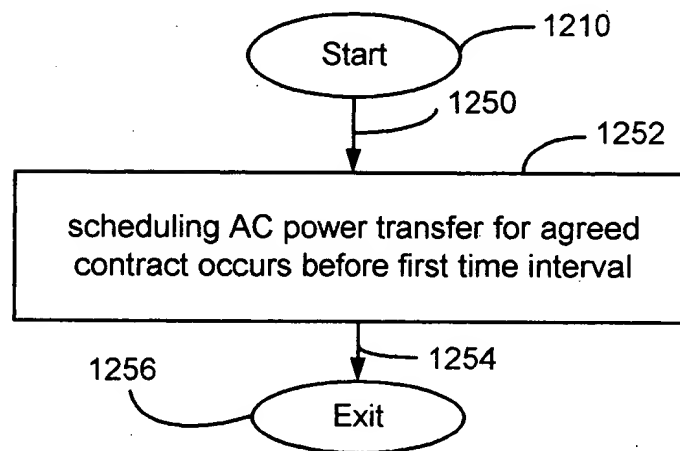 Start
1210
1250
1252
scheduling AC power transfer for agreed
contract occurs before first time interval
1254
1256
Exit